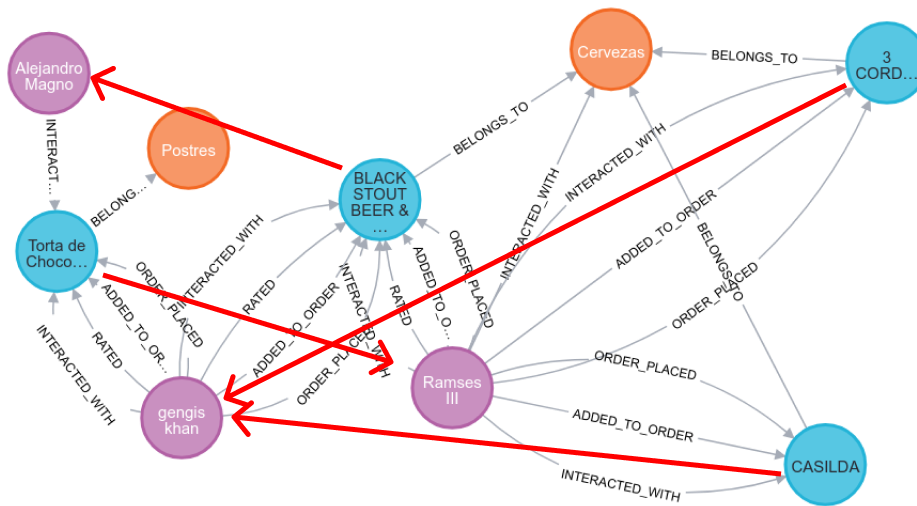 Alejandro
Magno
Cervezas
3
CORD...
BELONGS_TO
INTERACT...
Postres
BELONG...
BELONGS_TO
BLACK
STOUT
BEER &
...
INTERACTED_WITH
INTERACTED_WITH
ADDED_TO_ORDER
ORDER_PLACED
BELONGS_TO
Torta de
Choco...
ORDER_PLACED
ADDED_TO_OR...
RATED
INTERACTED_WITH
INTERACTED_WITH
RATED
ADDED_TO_ORDER
ORDER_PLACED
INTERACTED_WITH
RATED
ADDED_TO_O...
ORDER_PLACED
gengis
khan
Ramses
III
ORDER_PLACED
ADDED_TO_ORDER
INTERACTED_WITH
CASILDA